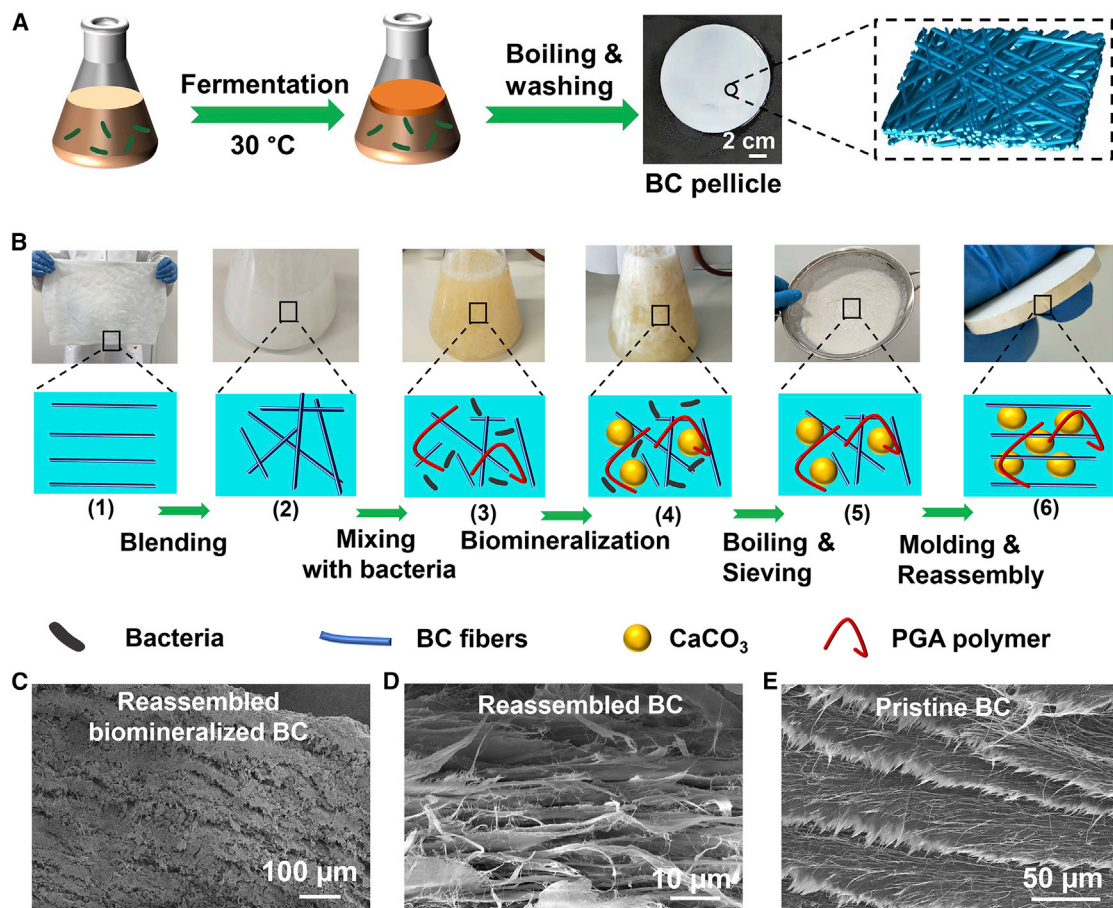 A
Fermentation
30 °C
Boiling &
washing
2 cm
BC pellicle
B
(1)
(2)
(3)
(4)
(5)
(6)
Blending
Mixing
with bacteria
Biomineralization
Boiling &
Sieving
Molding &
Reassembly
Bacteria
BC fibers
CaCO₃
PGA polymer
C
Reassembled
biomineralized BC
100 μm
D
Reassembled BC
10 μm
E
Pristine BC
50 μm